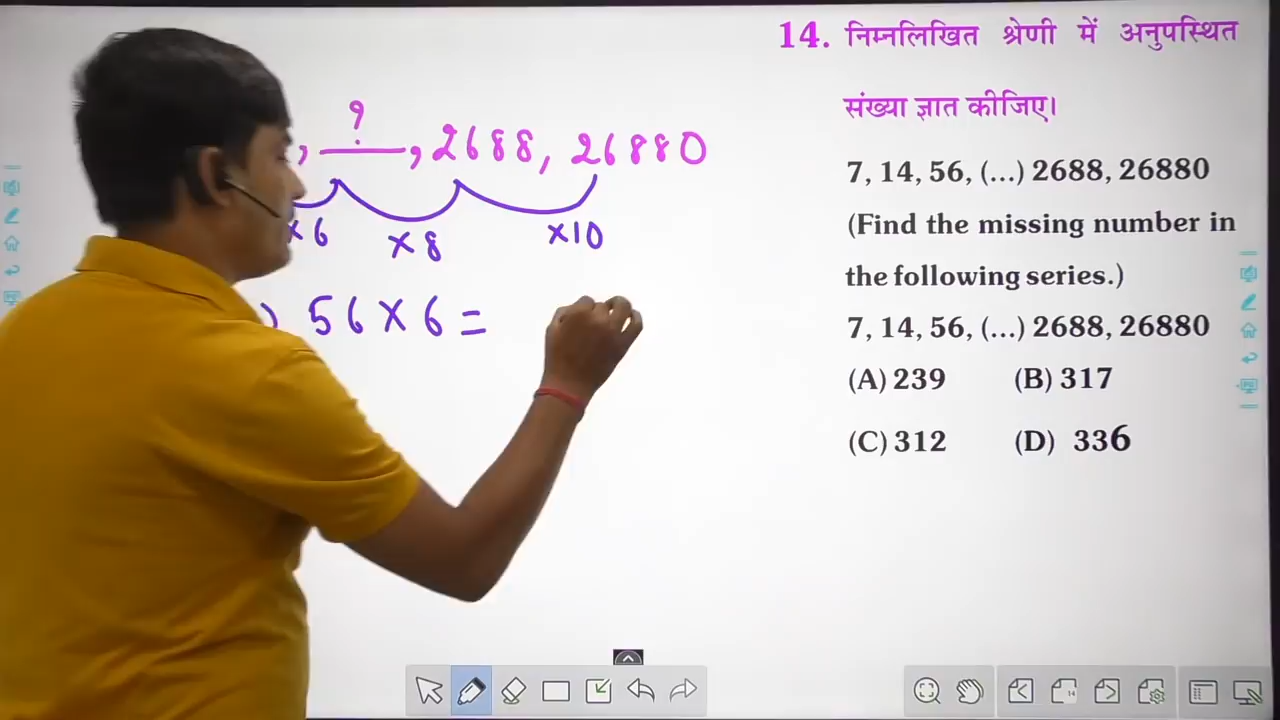 14. निम्नलिखित श्रेणी में अनुपस्थित
संख्या ज्ञात कीजिए।
7, 14, 56, (...) 2688, 26880
(Find the missing number in
the following series.)
7, 14, 56, (...) 2688, 26880
(A) 239 (B) 317
(C) 312 (D) 336
, ? , 2688, 26880
×6 ×8 ×10
) 56×6=